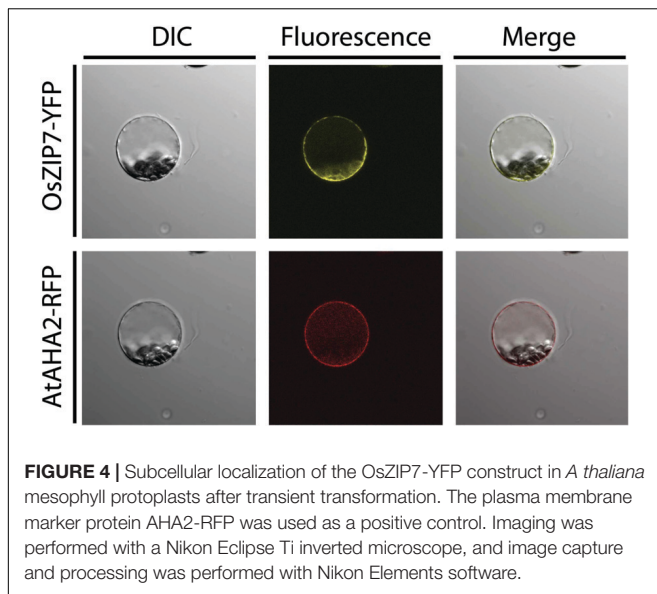 DIC Fluorescence Merge
OsZIP7-YFP
AtAHA2-RFP
FIGURE 4 | Subcellular localization of the OsZIP7-YFP construct in A thaliana
mesophyll protoplasts after transient transformation. The plasma membrane
marker protein AHA2-RFP was used as a positive control. Imaging was
performed with a Nikon Eclipse Ti inverted microscope, and image capture
and processing was performed with Nikon Elements software.